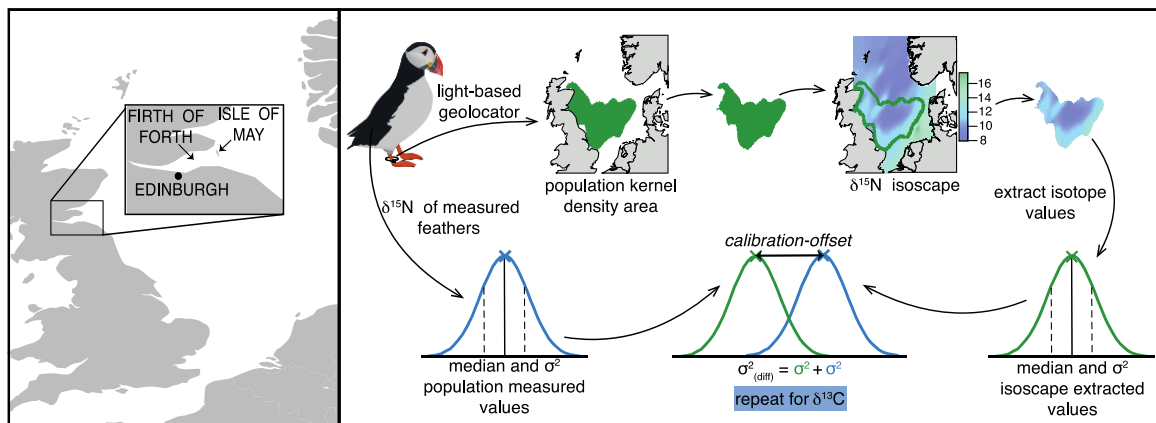 FIRTH OF
FORTH
ISLE OF
MAY
EDINBURGH
light-based
geolocator
population kernel
density area
16
14
12
10
8
δ¹⁵N isoscape
extract isotope
values
δ¹⁵N of measured
feathers
calibration-offset
median and σ²
population measured
values
σ²(diff) = σ² + σ²
repeat for δ¹³C
median and σ²
isoscape extracted
values